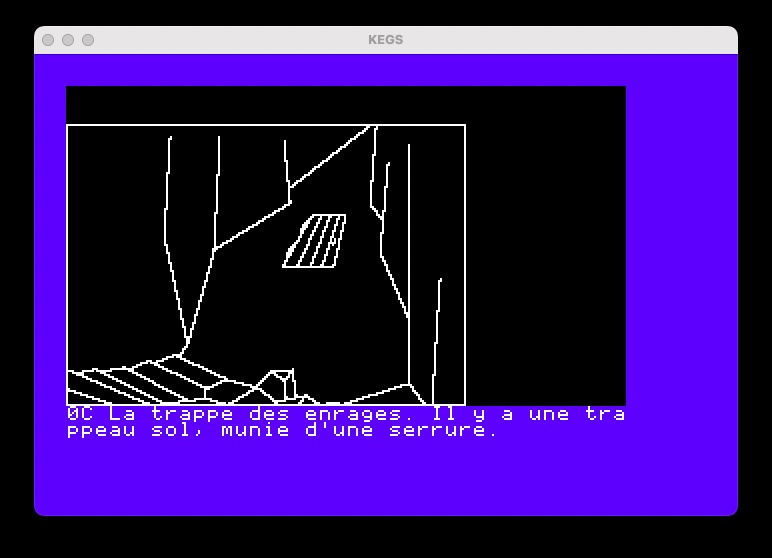 KEGS
0C La trappe des enrages. Il y a une tra
ppeau sol, munie d'une serrure.